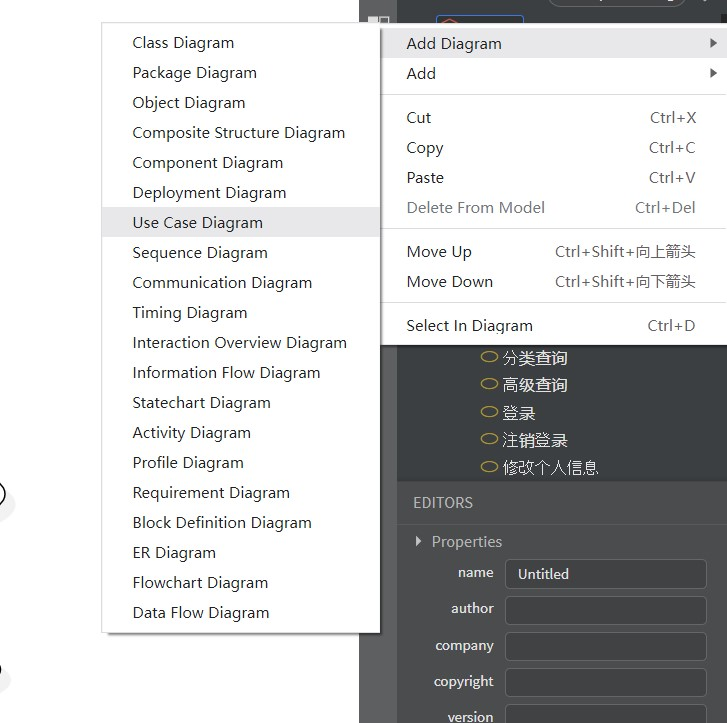 Class Diagram
Package Diagram
Object Diagram
Composite Structure Diagram
Component Diagram
Deployment Diagram
Use Case Diagram
Sequence Diagram
Communication Diagram
Timing Diagram
Interaction Overview Diagram
Information Flow Diagram
Statechart Diagram
Activity Diagram
Profile Diagram
Requirement Diagram
Block Definition Diagram
ER Diagram
Flowchart Diagram
Data Flow Diagram
Add Diagram
Add
Cut Ctrl+X
Copy Ctrl+C
Paste Ctrl+V
Delete From Model Ctrl+Del
Move Up Ctrl+Shift+向上箭头
Move Down Ctrl+Shift+向下箭头
Select In Diagram Ctrl+D
分类查询
高级查询
登录
注销登录
修改个人信息
EDITORS
Properties
name Untitled
author
company
copyright
version